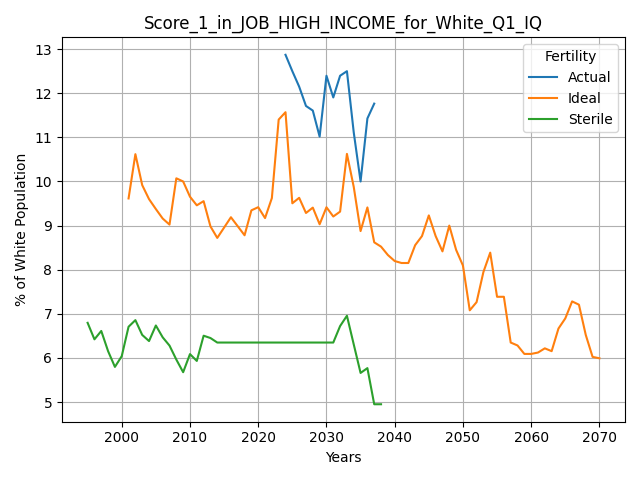 Score_1_in_JOB_HIGH_INCOME_for_White_Q1_IQ
Fertility
Actual
Ideal
Sterile
% of White Population
13
12
11
10
9
8
7
6
5
2000 2010 2020 2030 2040 2050 2060 2070
Years